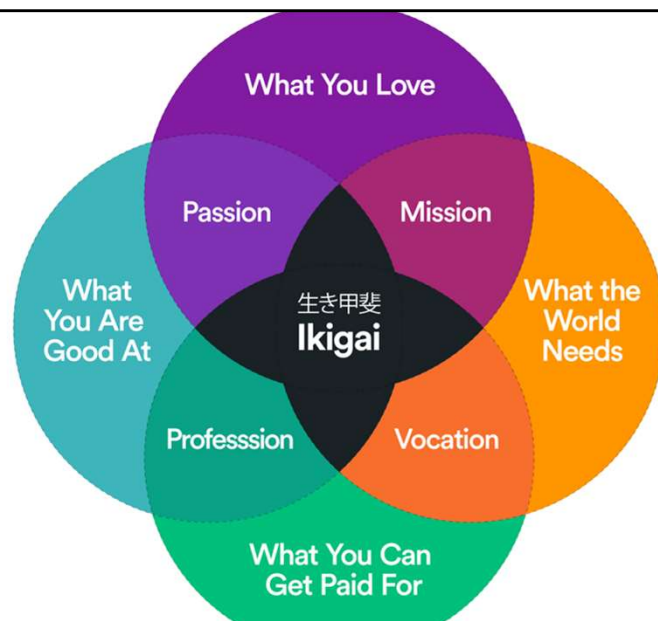 What You Love
Passion
Mission
What
You Are
Good At
生き甲斐
Ikigai
What the
World
Needs
Professsion
Vocation
What You Can
Get Paid For